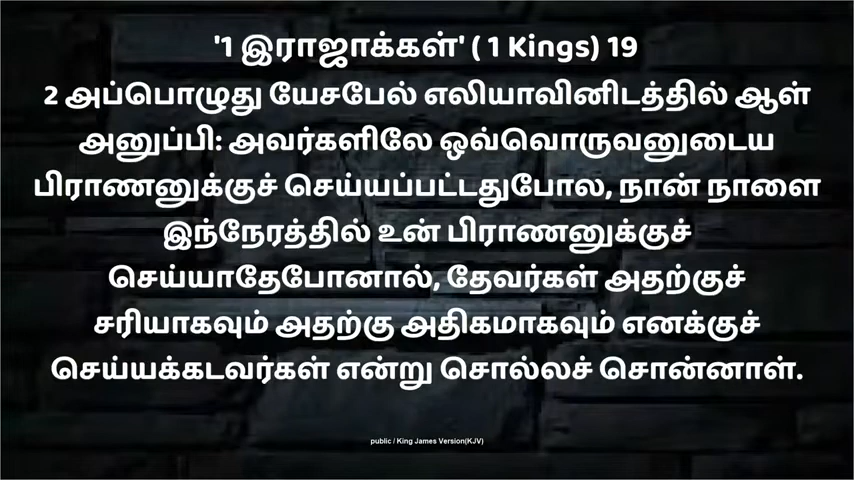 '1 இராஜாக்கள்' ( 1 Kings) 19
2 அப்பொழுது யேசபேல் எலியாவினிடத்தில் ஆள்
அனுப்பி: அவர்களிலே ஒவ்வொருவனுடைய
பிராணனுக்குச் செய்யப்பட்டதுபோல, நான் நாளை
இந்நேரத்தில் உன் பிராணனுக்குச்
செய்யாதேபோனால், தேவர்கள் அதற்குச்
சரியாகவும் அதற்கு அதிகமாகவும் எனக்குச்
செய்யக்கடவர்கள் என்று சொல்லச் சொன்னாள்.
public / King James Version(KJV)